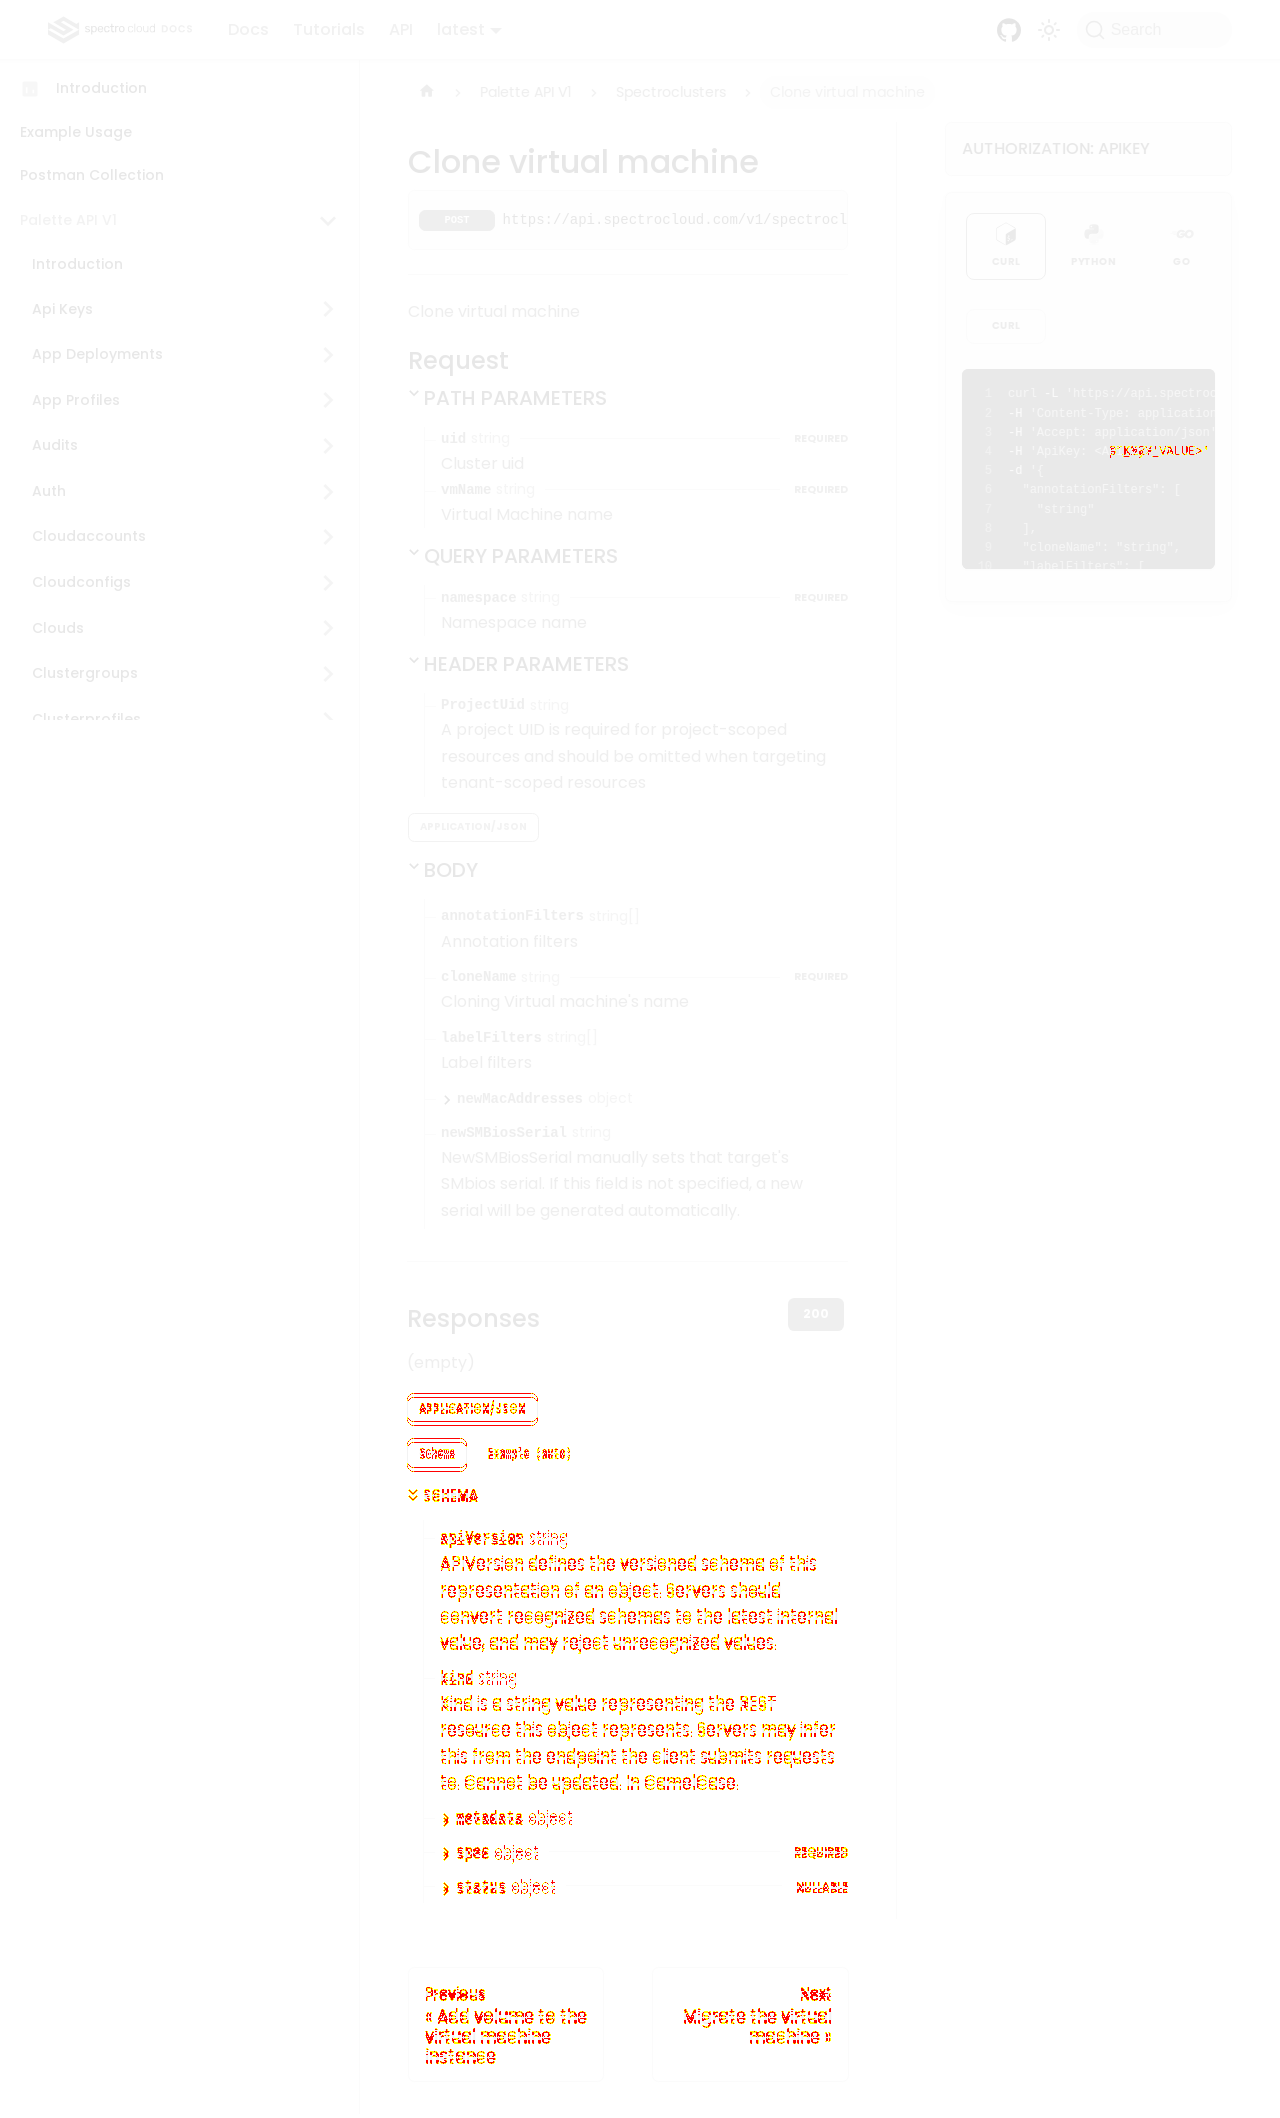 spectro cloud DOCS
Docs
Tutorials
API
latest
Search
Introduction
Example Usage
Postman Collection
Palette API V1
Introduction
Api Keys
App Deployments
App Profiles
Audits
Auth
Cloudaccounts
Cloudconfigs
Clouds
Clustergroups
Clusterprofiles
Palette API V1
Spectroclusters
Clone virtual machine
Clone virtual machine
POST https://api.spectrocloud.com/v1/spectrocl
Clone virtual machine
Request
PATH PARAMETERS
uid string REQUIRED
Cluster uid
vmName string REQUIRED
Virtual Machine name
QUERY PARAMETERS
namespace string REQUIRED
Namespace name
HEADER PARAMETERS
ProjectUid string
A project UID is required for project-scoped
resources and should be omitted when targeting
tenant-scoped resources
APPLICATION/JSON
BODY
annotationFilters string[]
Annotation filters
cloneName string REQUIRED
Cloning Virtual machine's name
labelFilters string[]
Label filters
newMacAddresses object
newSMBiosSerial string
NewSMBiosSerial manually sets that target's
SMbios serial. If this field is not specified, a new
serial will be generated automatically.
Responses
200
(empty)
APPLICATION/JSON
Schema
Example (auto)
SCHEMA
apiVersion string
APIVersion defines the versioned schema of this
representation of an object. Servers should
convert recognized schemas to the latest internal
value, and may reject unrecognized values.
kind string
Kind is a string value representing the REST
resource this object represents. Servers may infer
this from the endpoint the client submits requests
to. Cannot be updated. In CamelCase.
metadata object
spec object REQUIRED
status object NULLABLE
Previous
« Add volume to the
virtual machine
instance
Next
Migrate the virtual
machine »
AUTHORIZATION: APIKEY
CURL
PYTHON
GO
CURL
1 curl -L 'https://api.spectroc
2 -H 'Content-Type: application
3 -H 'Accept: application/json'
4 -H 'ApiKey:
5 -d '{
6 "annotationFilters": [
7 "string"
8 ],
9 "cloneName": "string",
10 "labelFilters": [